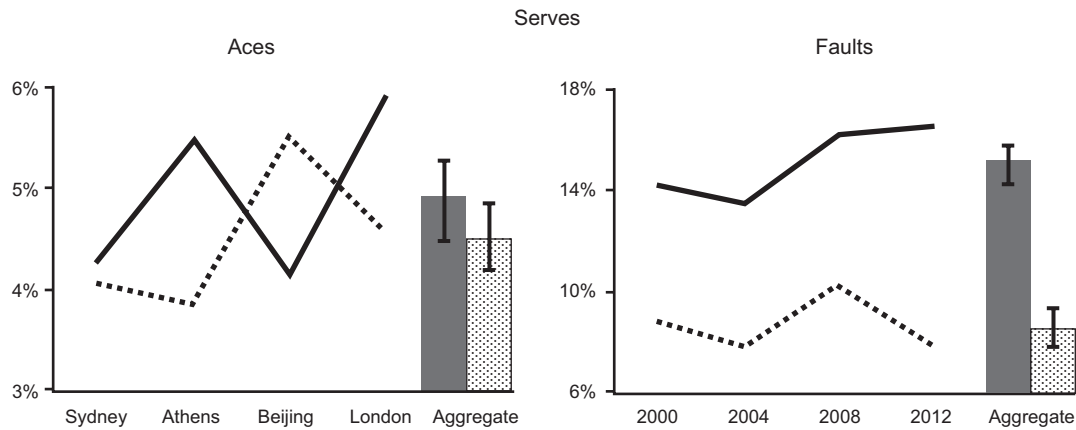 Serves
Aces
Faults
6%
5%
4%
3%
Sydney Athens Beijing London Aggregate
18%
14%
10%
6%
2000 2004 2008 2012 Aggregate